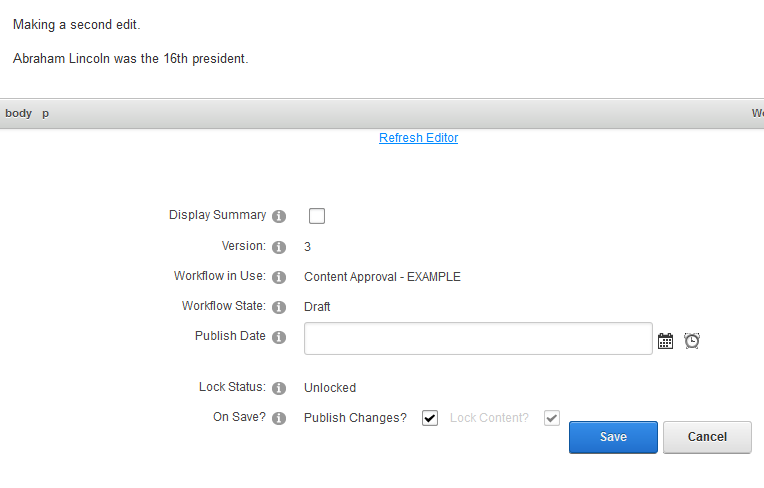 Making a second edit.
Abraham Lincoln was the 16th president.
body p
Refresh Editor
Display Summary
Version: 3
Workflow in Use: Content Approval - EXAMPLE
Workflow State: Draft
Publish Date
Lock Status: Unlocked
On Save? Publish Changes? Lock Content?
Save Cancel